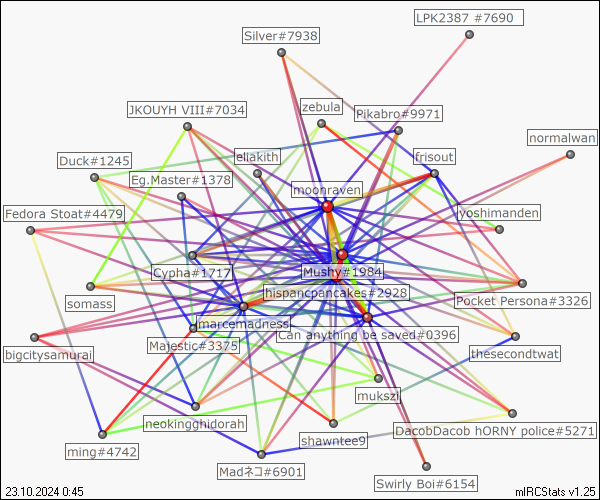 LPK2387 #7690
Silver#7938
zebula
JKOUYH VIII#7034
Pikabro#9971
normalwan
eliakith
frisout
Duck#1245
Eg.Master#1378
moonraven
Fedora Stoat#4479
yoshimanden
Cypha#1717
Mushy#1984
hispancpancakes#2928
somass
Pocket Persona#3326
marcemadness
Can anything be saved#0396
Majestic#3375
bigcitysamurai
thesecondtwat
mukszi
neokingghidorah
DacobDacob hORNY police#5271
shawntee9
ming#4742
Madネコ#6901
Swirly Boi#6154
23.10.2024 0:45
mIRCStats v1.25